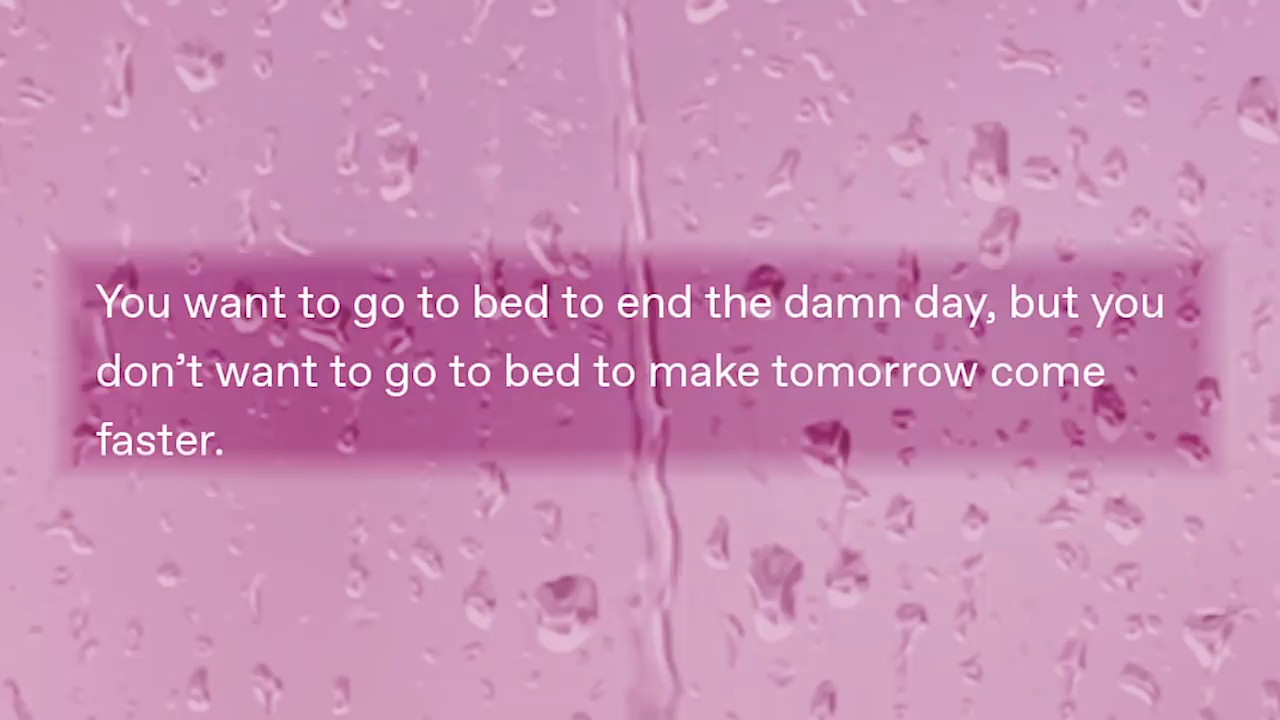 You want to go to bed to end the damn day, but you
don’t want to go to bed to make tomorrow come
faster.